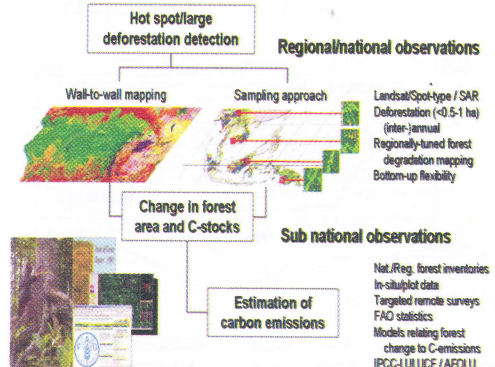 Hot spot/large
deforestation detection
Regional/national observations
Wall-to-wall mapping
Sampling approach
Landsat/Spot-type / SAR
Deforestation (<0.5-1 ha)
(inter-)annual
Regionally-tuned forest
degradation mapping
Bottom-up flexibility
Change in forest
area and C-stocks
Sub national observations
Estimation of
carbon emissions
Nat./Reg. forest inventories
In-situ/plot data
Targeted remote surveys
FAO statistics
Models relating forest
change to C-emissions
IPCC-LULUCF / AFOLU